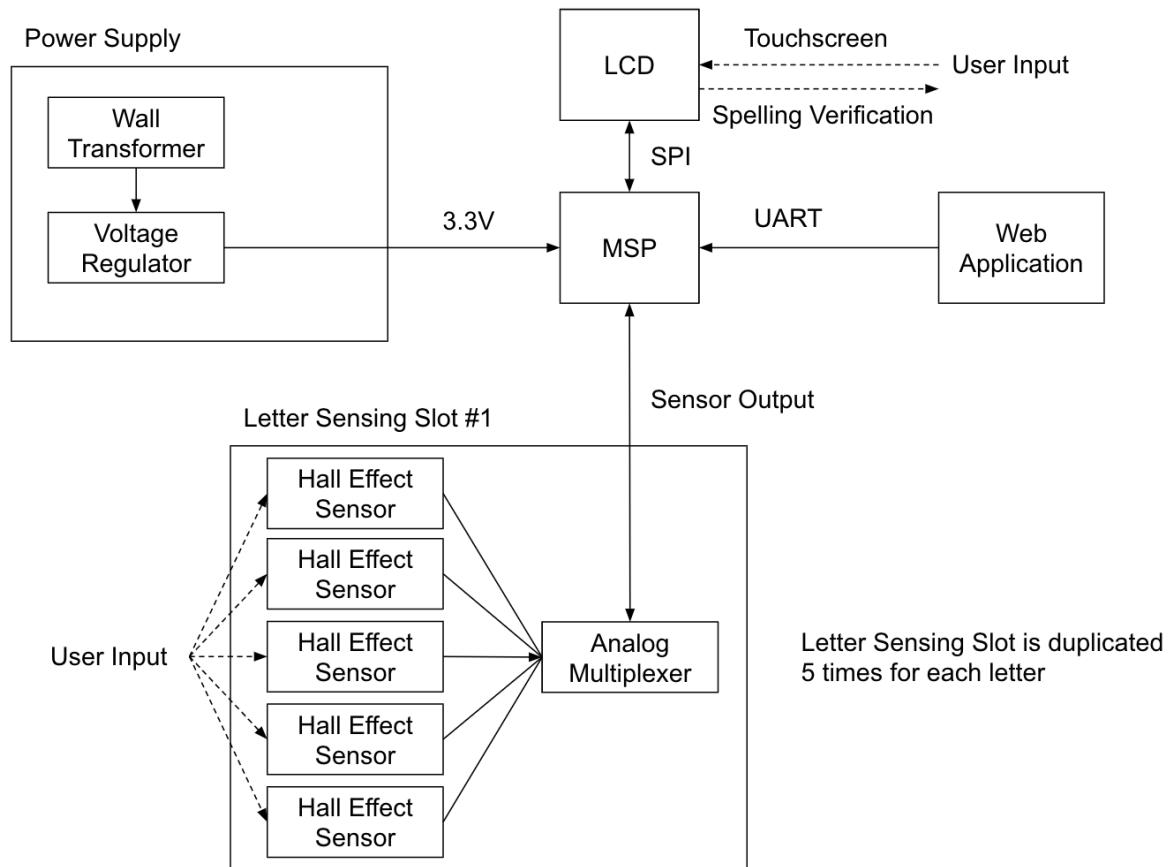 Power Supply
Wall
Transformer
Voltage
Regulator
3.3V
LCD
Touchscreen
User Input
Spelling Verification
SPI
MSP
UART
Web
Application
Sensor Output
Letter Sensing Slot #1
Hall Effect
Sensor
Hall Effect
Sensor
Hall Effect
Sensor
Hall Effect
Sensor
Hall Effect
Sensor
User Input
Analog
Multiplexer
Letter Sensing Slot is duplicated
5 times for each letter